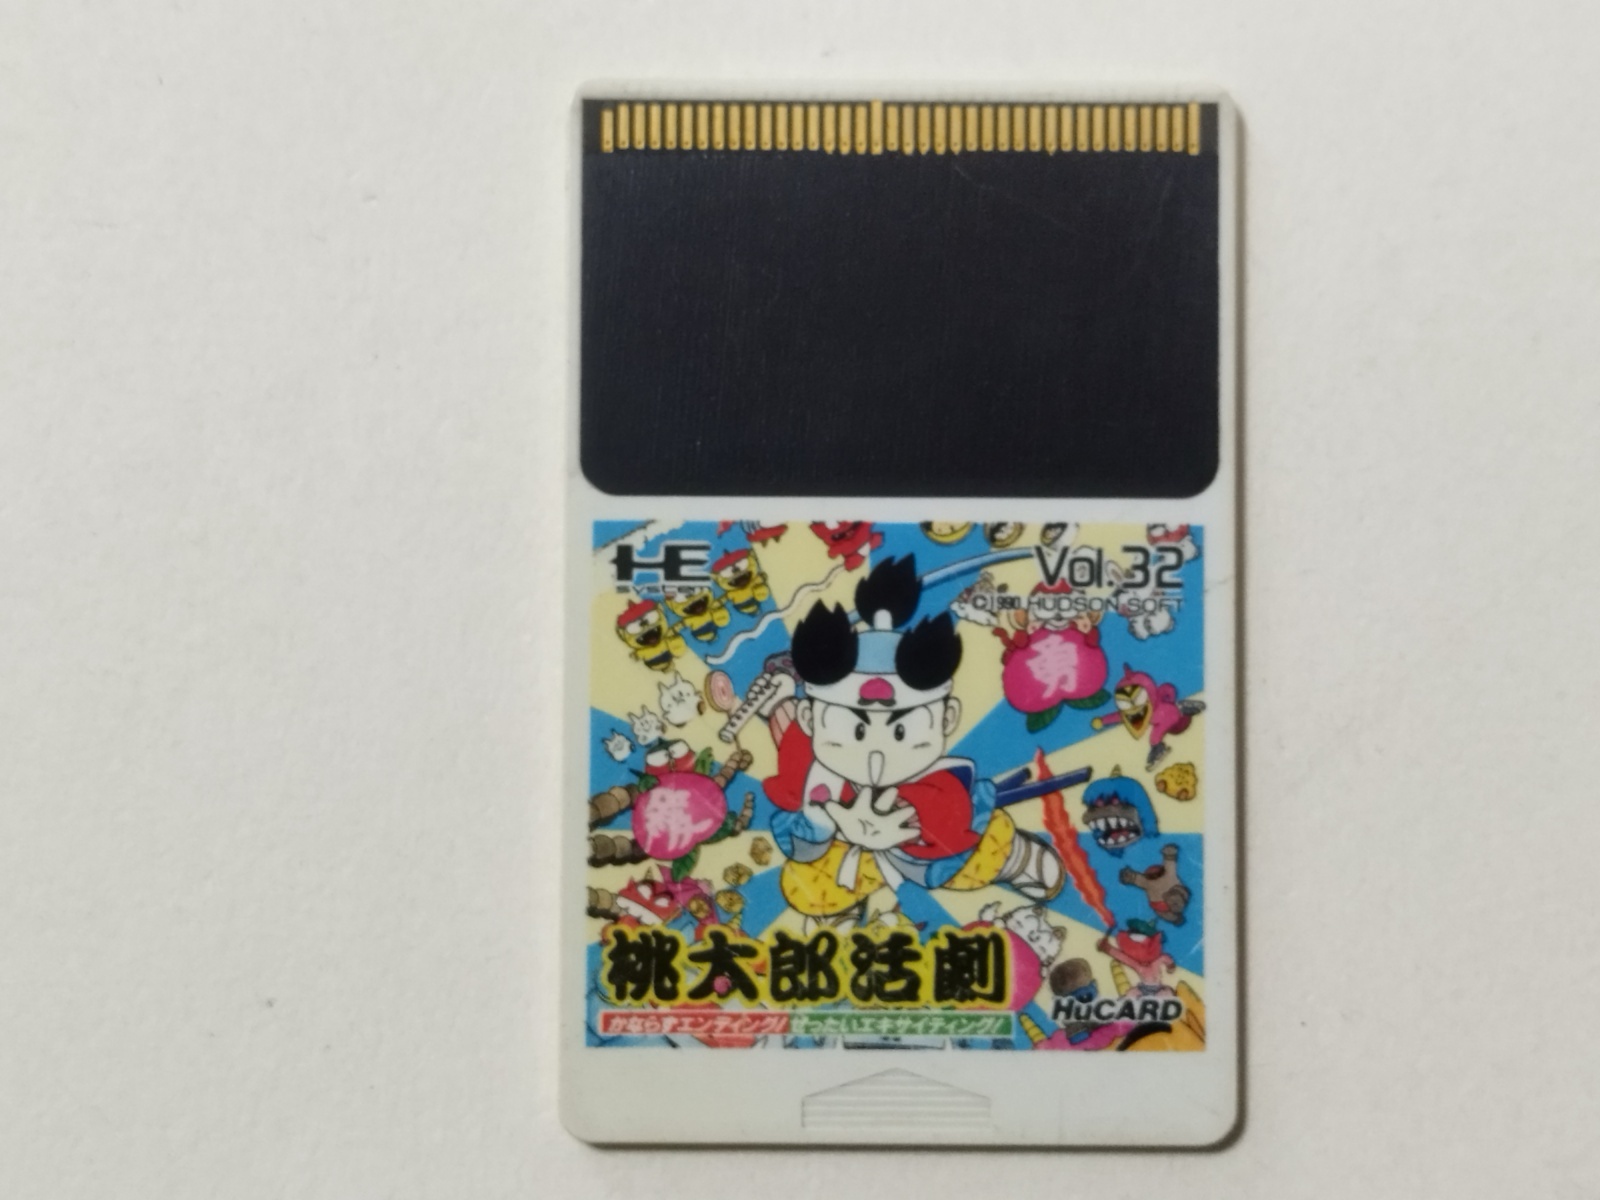 HE
system
Vol.32
©1990 HUDSON SOFT
勇
勝
桃太郎活劇
かならずエンディング!! ぜったいエキサイティング!!
HuCARD